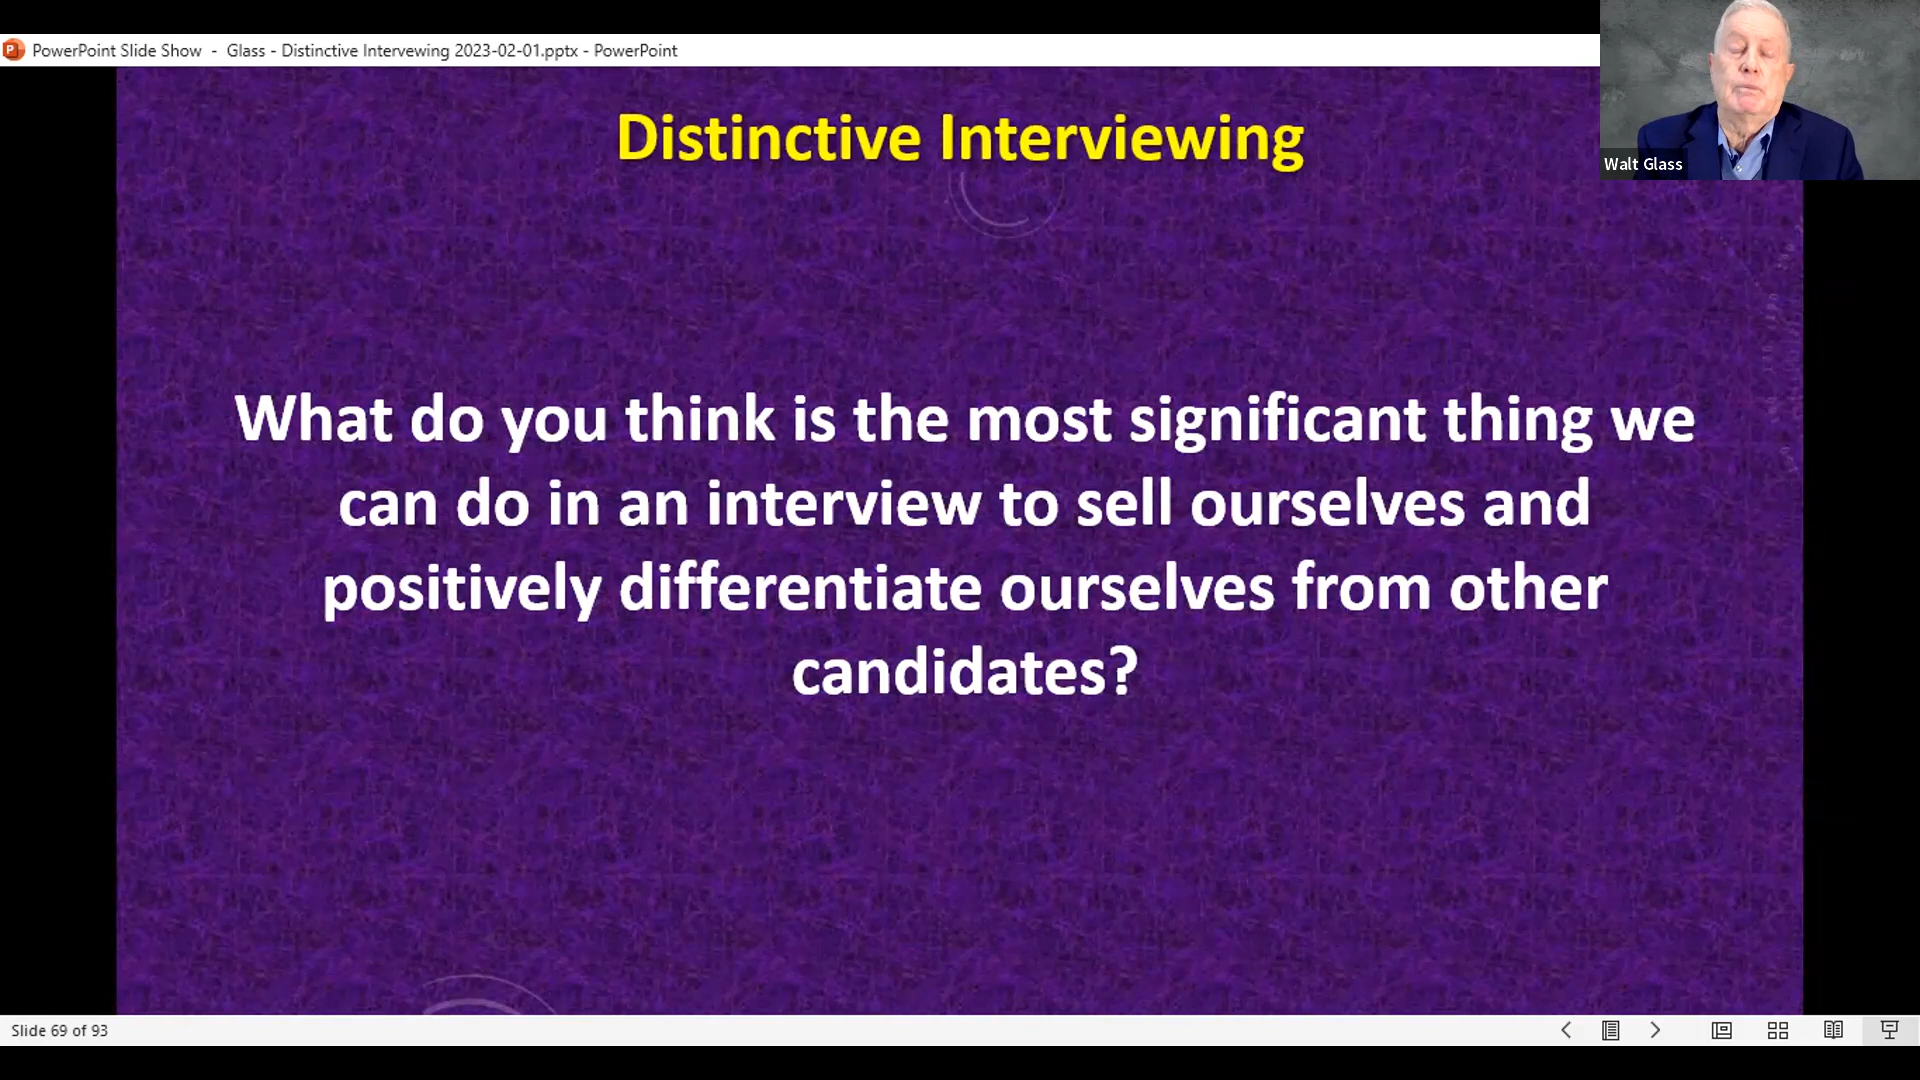 PowerPoint Slide Show - Glass - Distinctive Intervewing 2023-02-01.pptx - PowerPoint
Walt Glass
Distinctive Interviewing
What do you think is the most significant thing we
can do in an interview to sell ourselves and
positively differentiate ourselves from other
candidates?
Slide 69 of 93